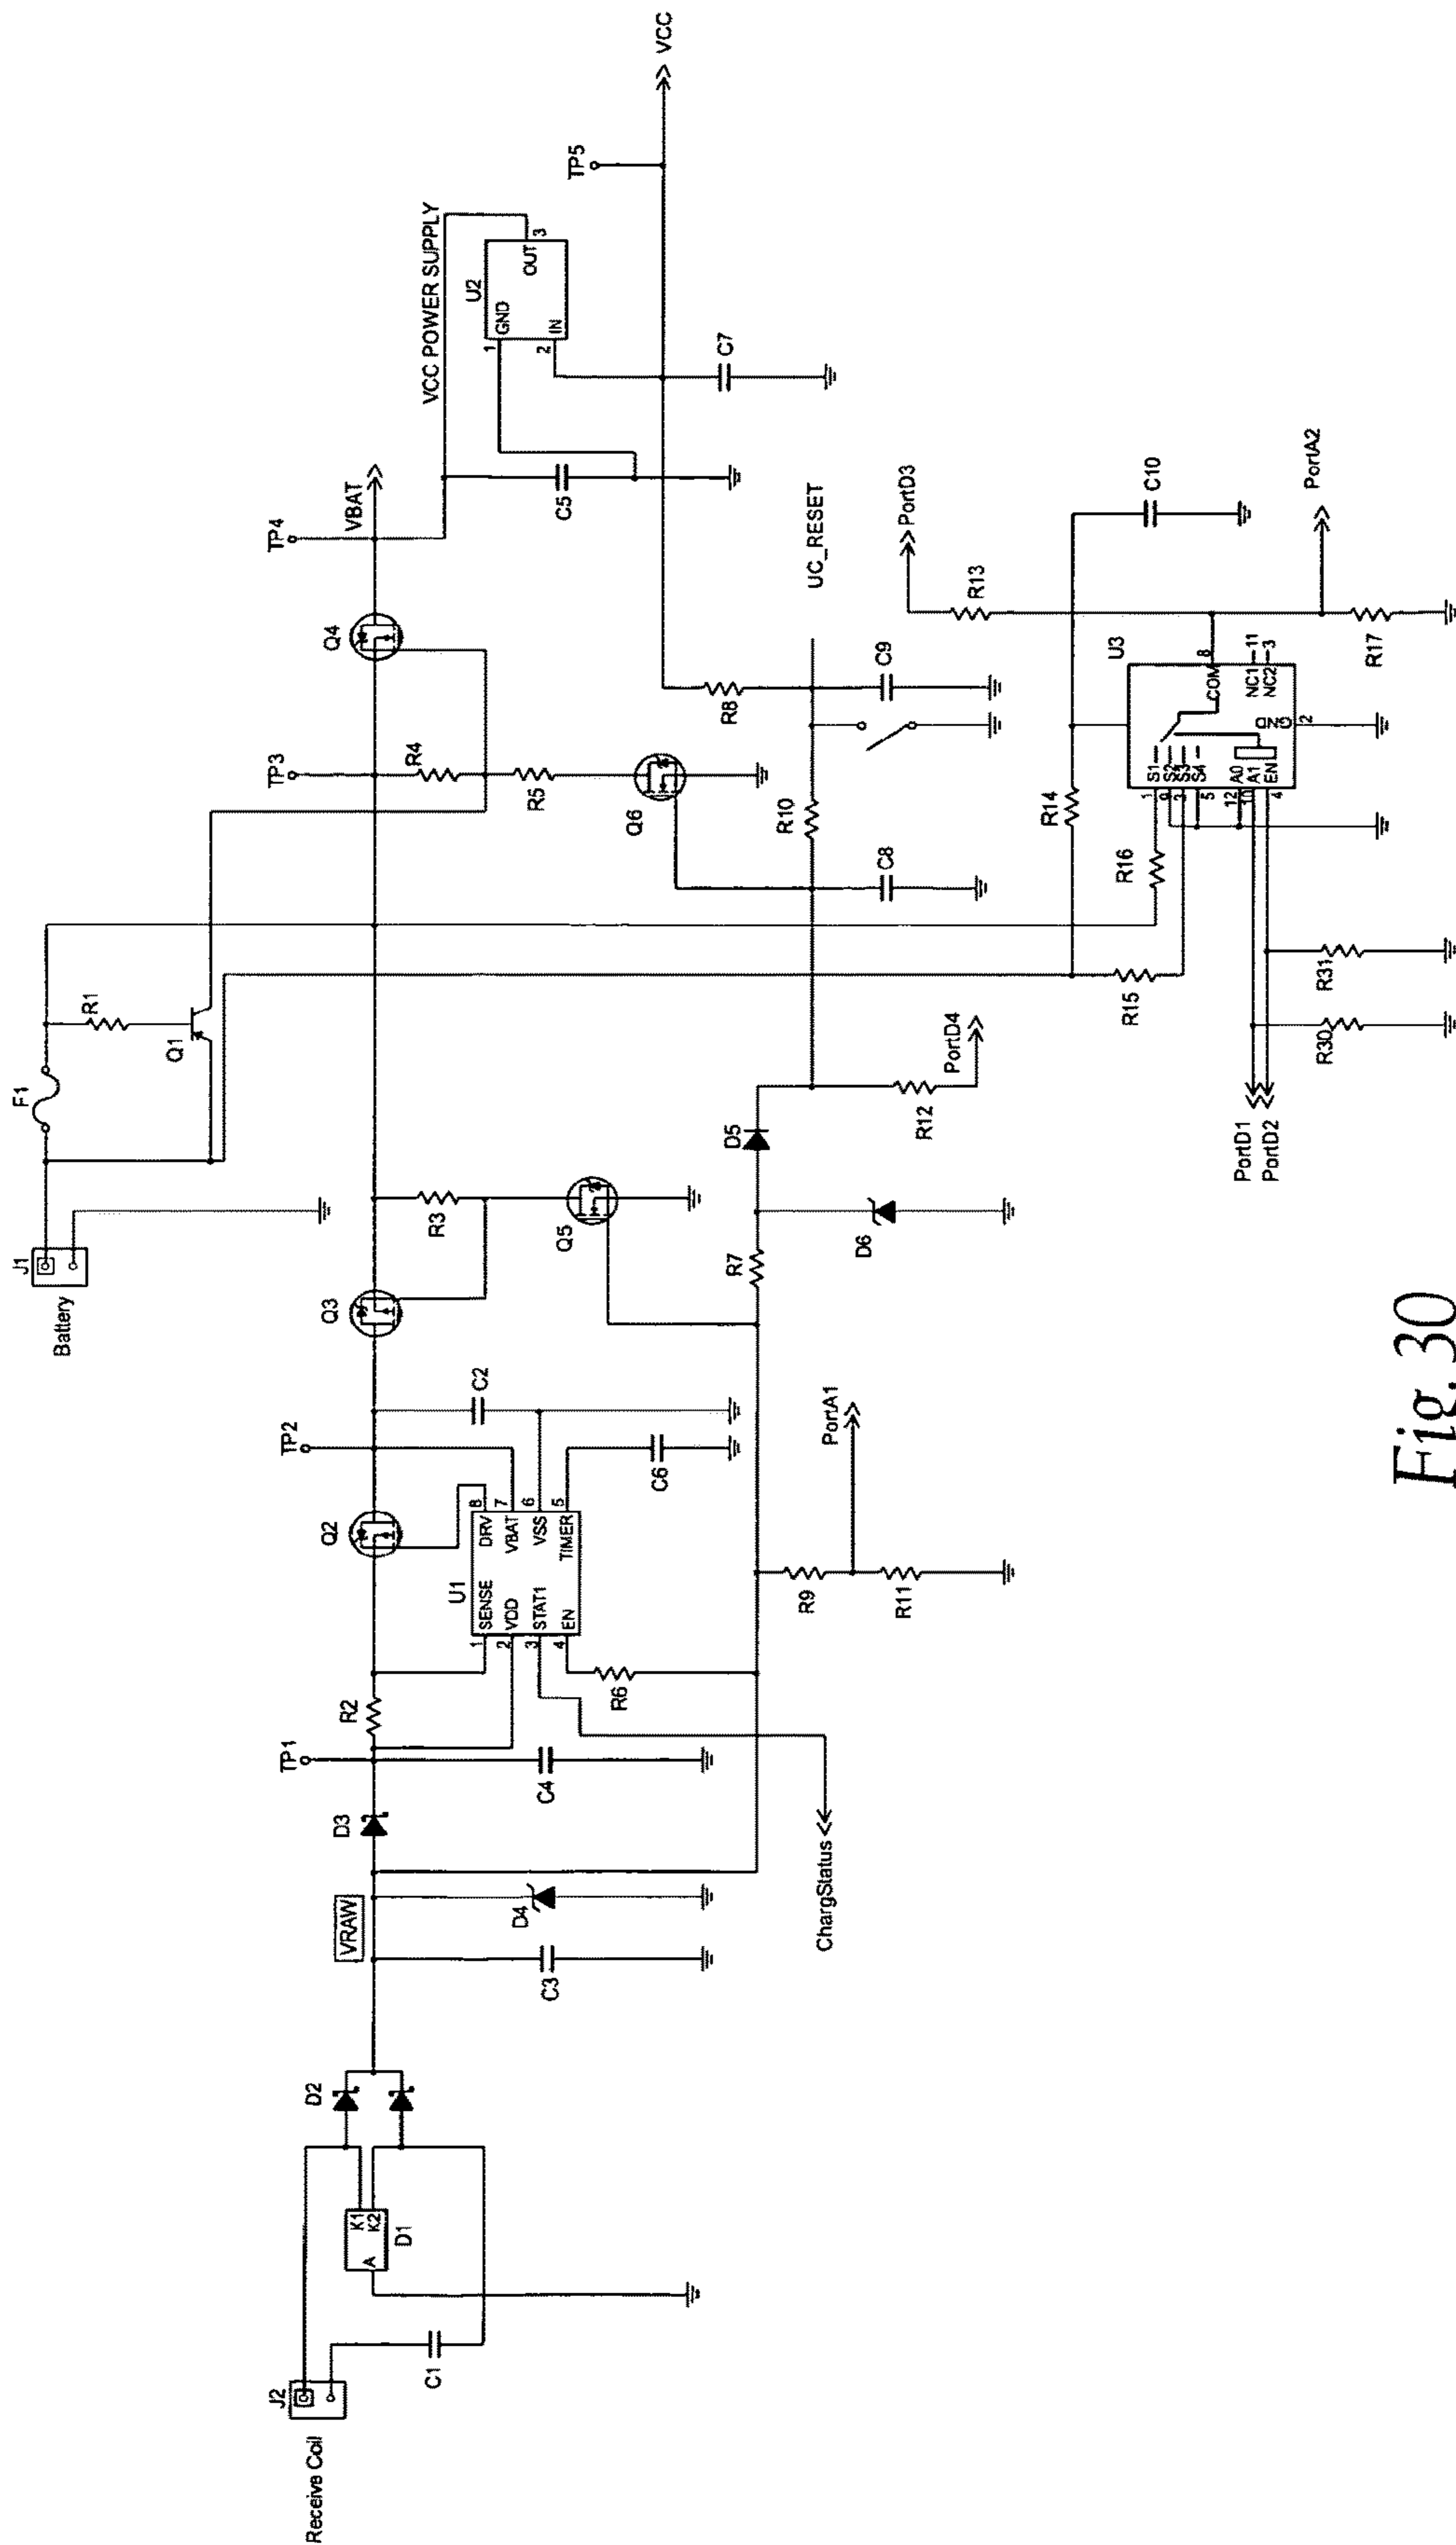 J1
Battery
F1
R1
Q1
J2
Receive Coil
C1
A
K1
K2
D1
D2
VRAW
C3
D4
D3
TP1
C4
R2
U1
1
SENSE
2
VDD
3
STAT1
4
EN
8
DRV
7
VBAT
6
VSS
5
TIMER
Q2
TP2
C2
C6
Q3
R3
Q5
TP3
R4
R5
Q6
Q4
TP4
VBAT
VCC POWER SUPPLY
U2
1
GND
2
IN
OUT
3
C5
C7
TP5
VCC
R6
ChargStatus
R9
R11
PortA1
R7
D6
D5
R12
PortD4
C8
R10
R8
C9
UC_RESET
PortD3
R13
R14
C10
R15
R16
U3
1
S1
9
S2
3
S3
5
S4
12
A0
10
A1
4
EN
COM
8
NC1
11
NC2
3
GND
2
R17
PortA2
PortD1
PortD2
R30
R31
Fig. 30